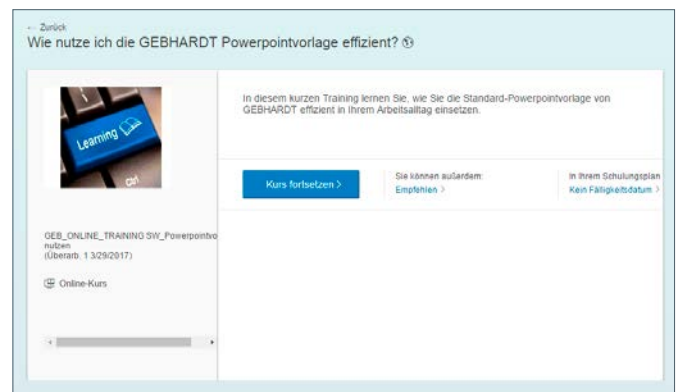 ← Zurück
Wie nutze ich die GEBHARDT Powerpointvorlage effizient?
Learning
Ctrl
In diesem kurzen Training lernen Sie, wie Sie die Standard-Powerpointvorlage von
GEBHARDT effizient in Ihrem Arbeitsalltag einsetzen.
Kurs fortsetzen >
Sie können außerdem:
Empfehlen >
In Ihrem Schulungsplan
Kein Fälligkeitsdatum >
GEB_ONLINE_TRAINING SW_Powerpointvo
nutzen
(Überarb. 1 3/29/2017)
Online-Kurs